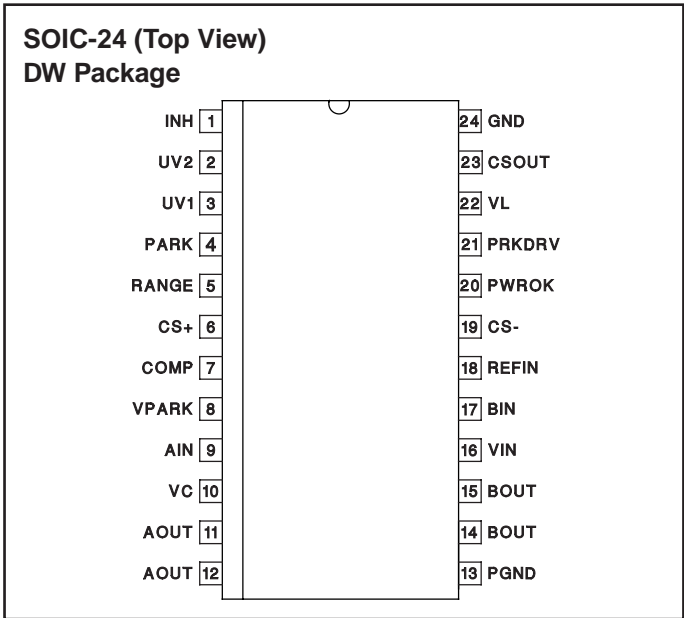 SOIC-24 (Top View)
DW Package
INH 1 24 GND
UV2 2 23 CSOUT
UV1 3 22 VL
PARK 4 21 PRKDRV
RANGE 5 20 PWROK
CS+ 6 19 CS-
COMP 7 18 REFIN
VPARK 8 17 BIN
AIN 9 16 VIN
VC 10 15 BOUT
AOUT 11 14 BOUT
AOUT 12 13 PGND